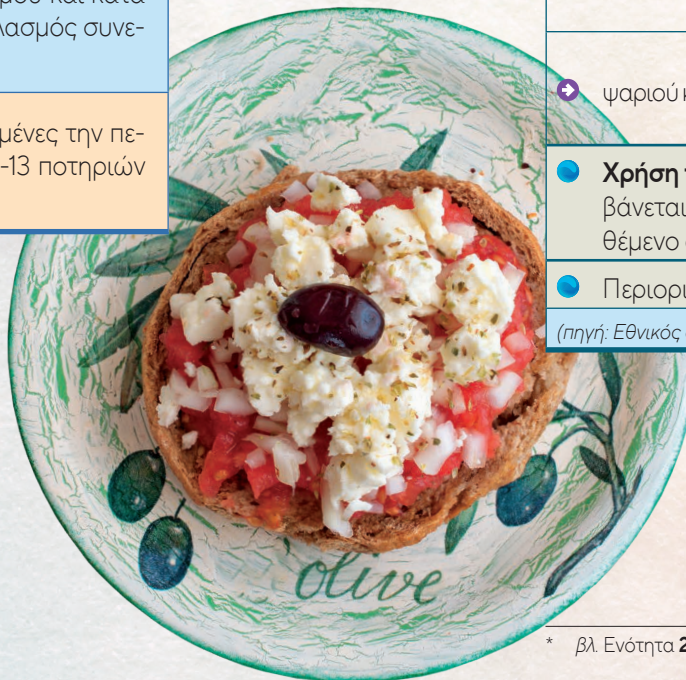 μου και κατά
λασμός συνε-
μένες την πε-
-13 ποτηριών
ψαριού κ
Χρήση
βάνεται
θέμενο
Περιορι
(πηγή: Εθνικός
olive
* βλ. Ενότητα 2